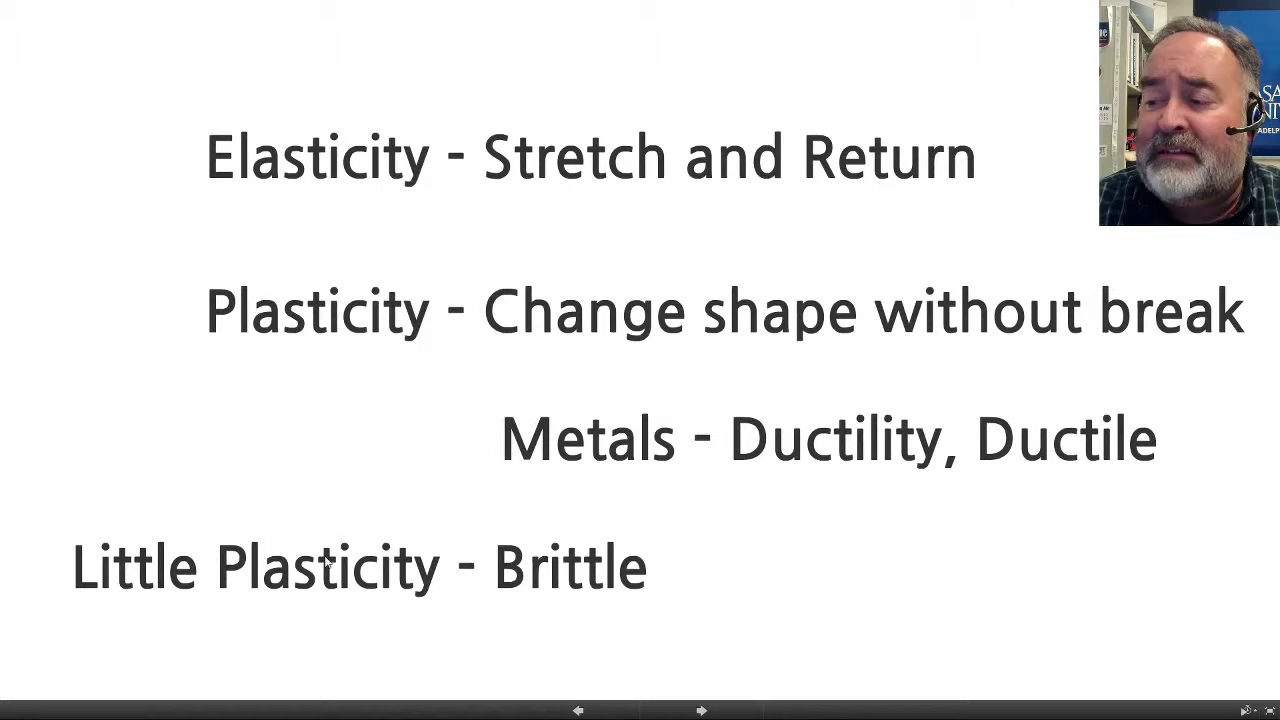 Elasticity - Stretch and Return
Plasticity - Change shape without break
Metals - Ductility, Ductile
Little Plasticity - Brittle